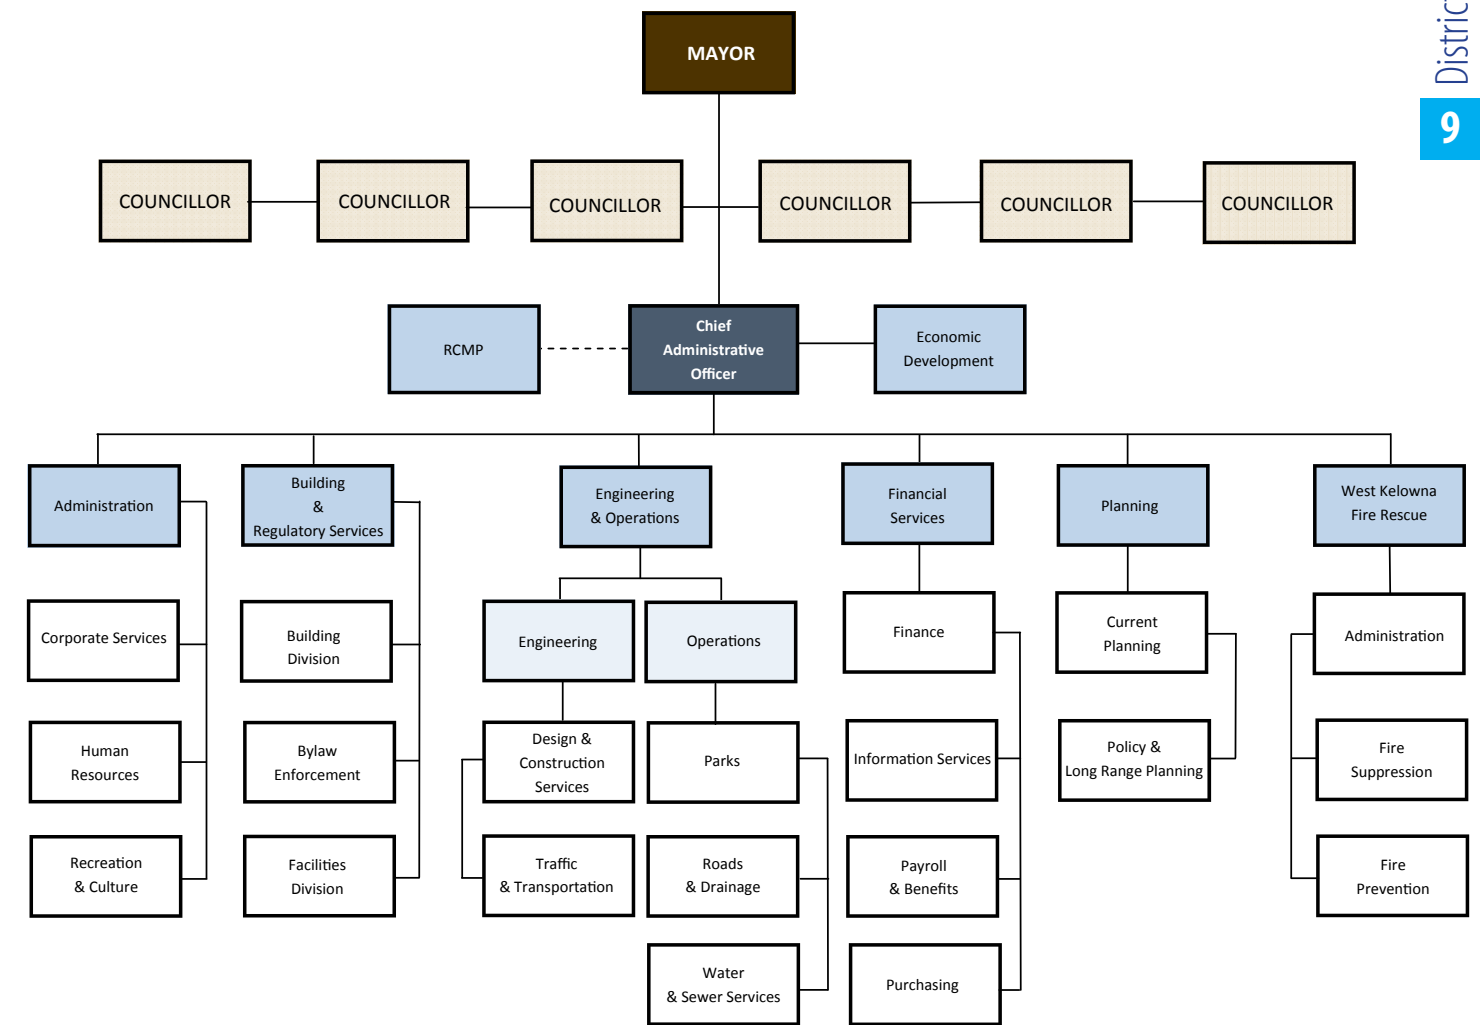 District
9
MAYOR
COUNCILLOR
COUNCILLOR
COUNCILLOR
COUNCILLOR
COUNCILLOR
COUNCILLOR
RCMP
Chief
Administrative
Officer
Economic
Development
Administration
Building
&
Regulatory Services
Engineering
& Operations
Financial
Services
Planning
West Kelowna
Fire Rescue
Corporate Services
Building
Division
Engineering
Operations
Finance
Current
Planning
Administration
Human
Resources
Bylaw
Enforcement
Design &
Construction
Services
Parks
Information Services
Policy &
Long Range Planning
Fire
Suppression
Recreation
& Culture
Facilities
Division
Traffic
& Transportation
Roads
& Drainage
Payroll
& Benefits
Fire
Prevention
Water
& Sewer Services
Purchasing